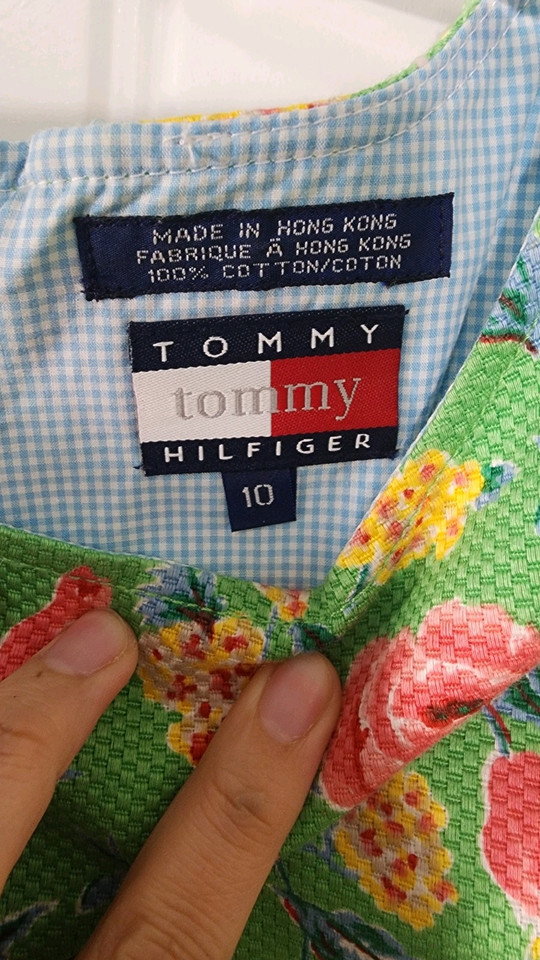 MADE IN HONG KONG
FABRIQUE À HONG KONG
100% COTTON/COTON
TOMMY
tommy
HILFIGER
10